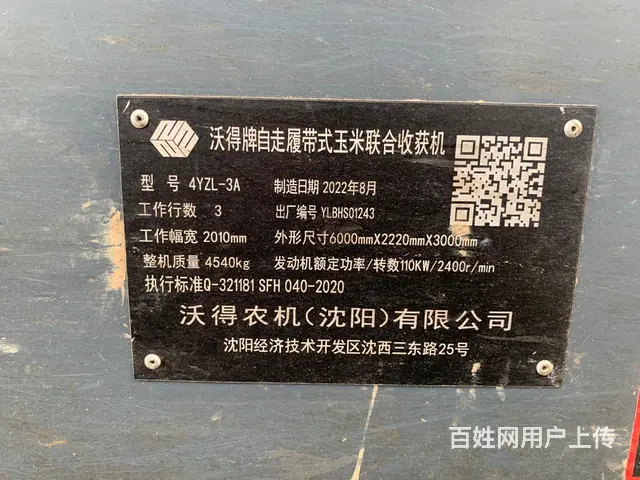 沃得牌自走履带式玉米联合收获机
型 号 4YZL-3A 制造日期 2022年8月
工作行数 3 出厂编号 YLBHS01243
工作幅宽 2010mm 外形尺寸6000mmX2220mmX3000mm
整机质量 4540kg 发动机额定功率/转数110KW/2400r/min
执行标准Q-321181 SFH 040-2020
沃得农机(沈阳)有限公司
沈阳经济技术开发区沈西三东路25号
百姓网用户上传